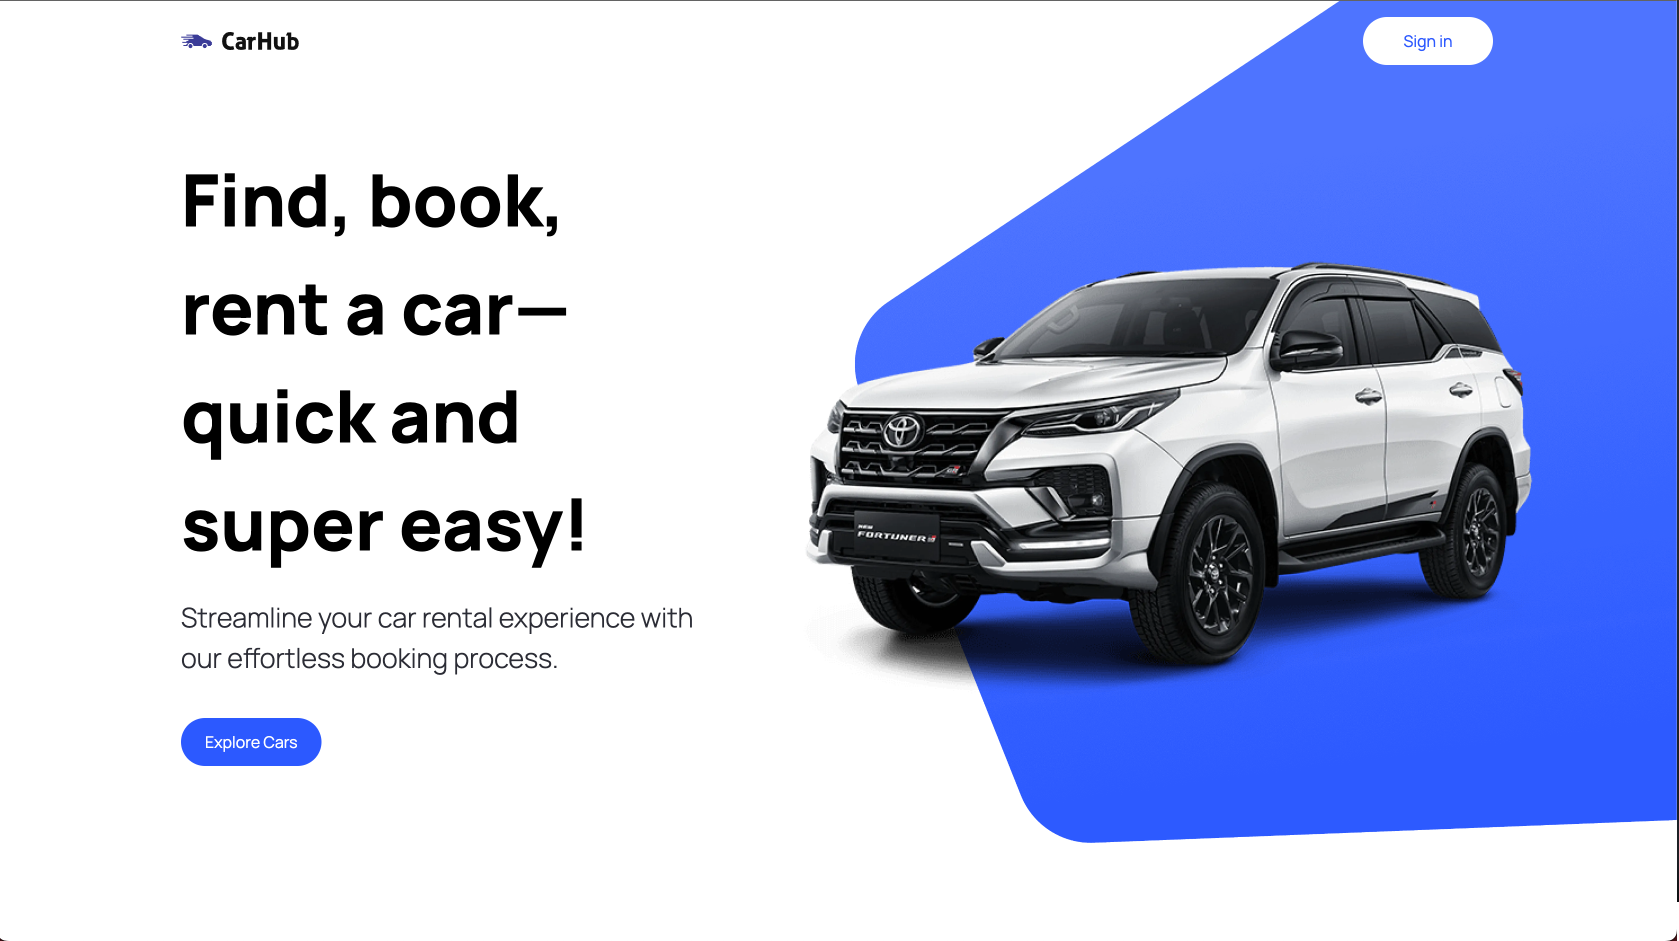 CarHub
Sign in
Find, book,
rent a car—
quick and
super easy!
Streamline your car rental experience with
our effortless booking process.
Explore Cars
NEW
FORTUNER